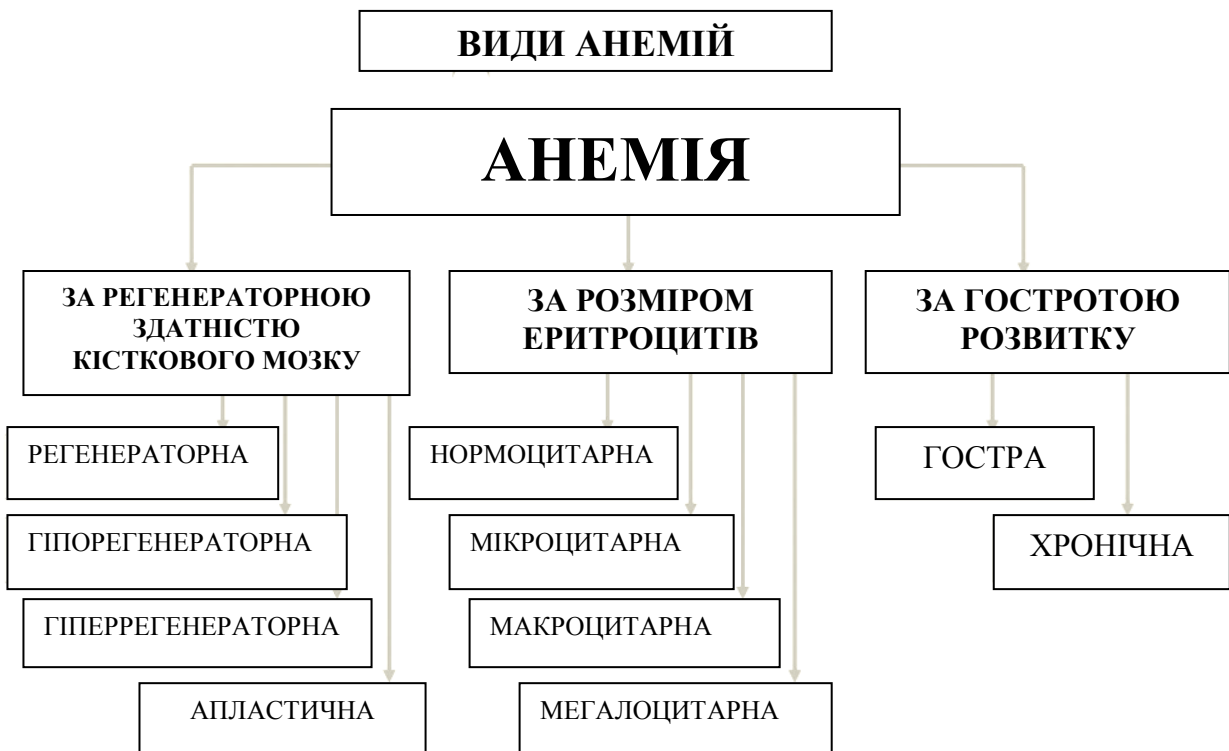 ВИДИ АНЕМІЙ
АНЕМІЯ
ЗА РЕГЕНЕРАТОРНОЮ
ЗДАТНІСТЮ
КІСТКОВОГО МОЗКУ
ЗА РОЗМІРОМ
ЕРИТРОЦИТІВ
ЗА ГОСТРОТОЮ
РОЗВИТКУ
РЕГЕНЕРАТОРНА
ГІПОРЕГЕНЕРАТОРНА
ГІПЕРРЕГЕНЕРАТОРНА
АПЛАСТИЧНА
НОРМОЦИТАРНА
МІКРОЦИТАРНА
МАКРОЦИТАРНА
МЕГАЛОЦИТАРНА
ГОСТРА
ХРОНІЧНА